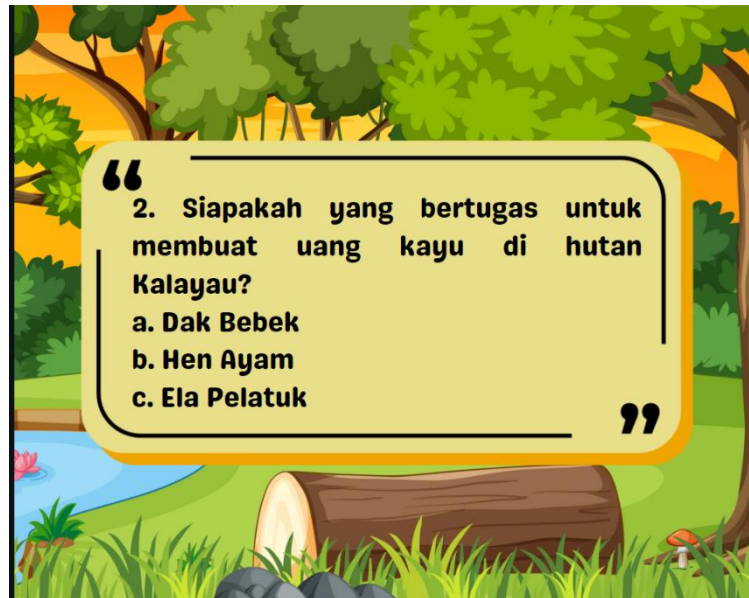 2. Siapakah yang bertugas untuk
membuat uang kayu di hutan
Kalayau?
a. Dak Bebek
b. Hen Ayam
c. Ela Pelatuk